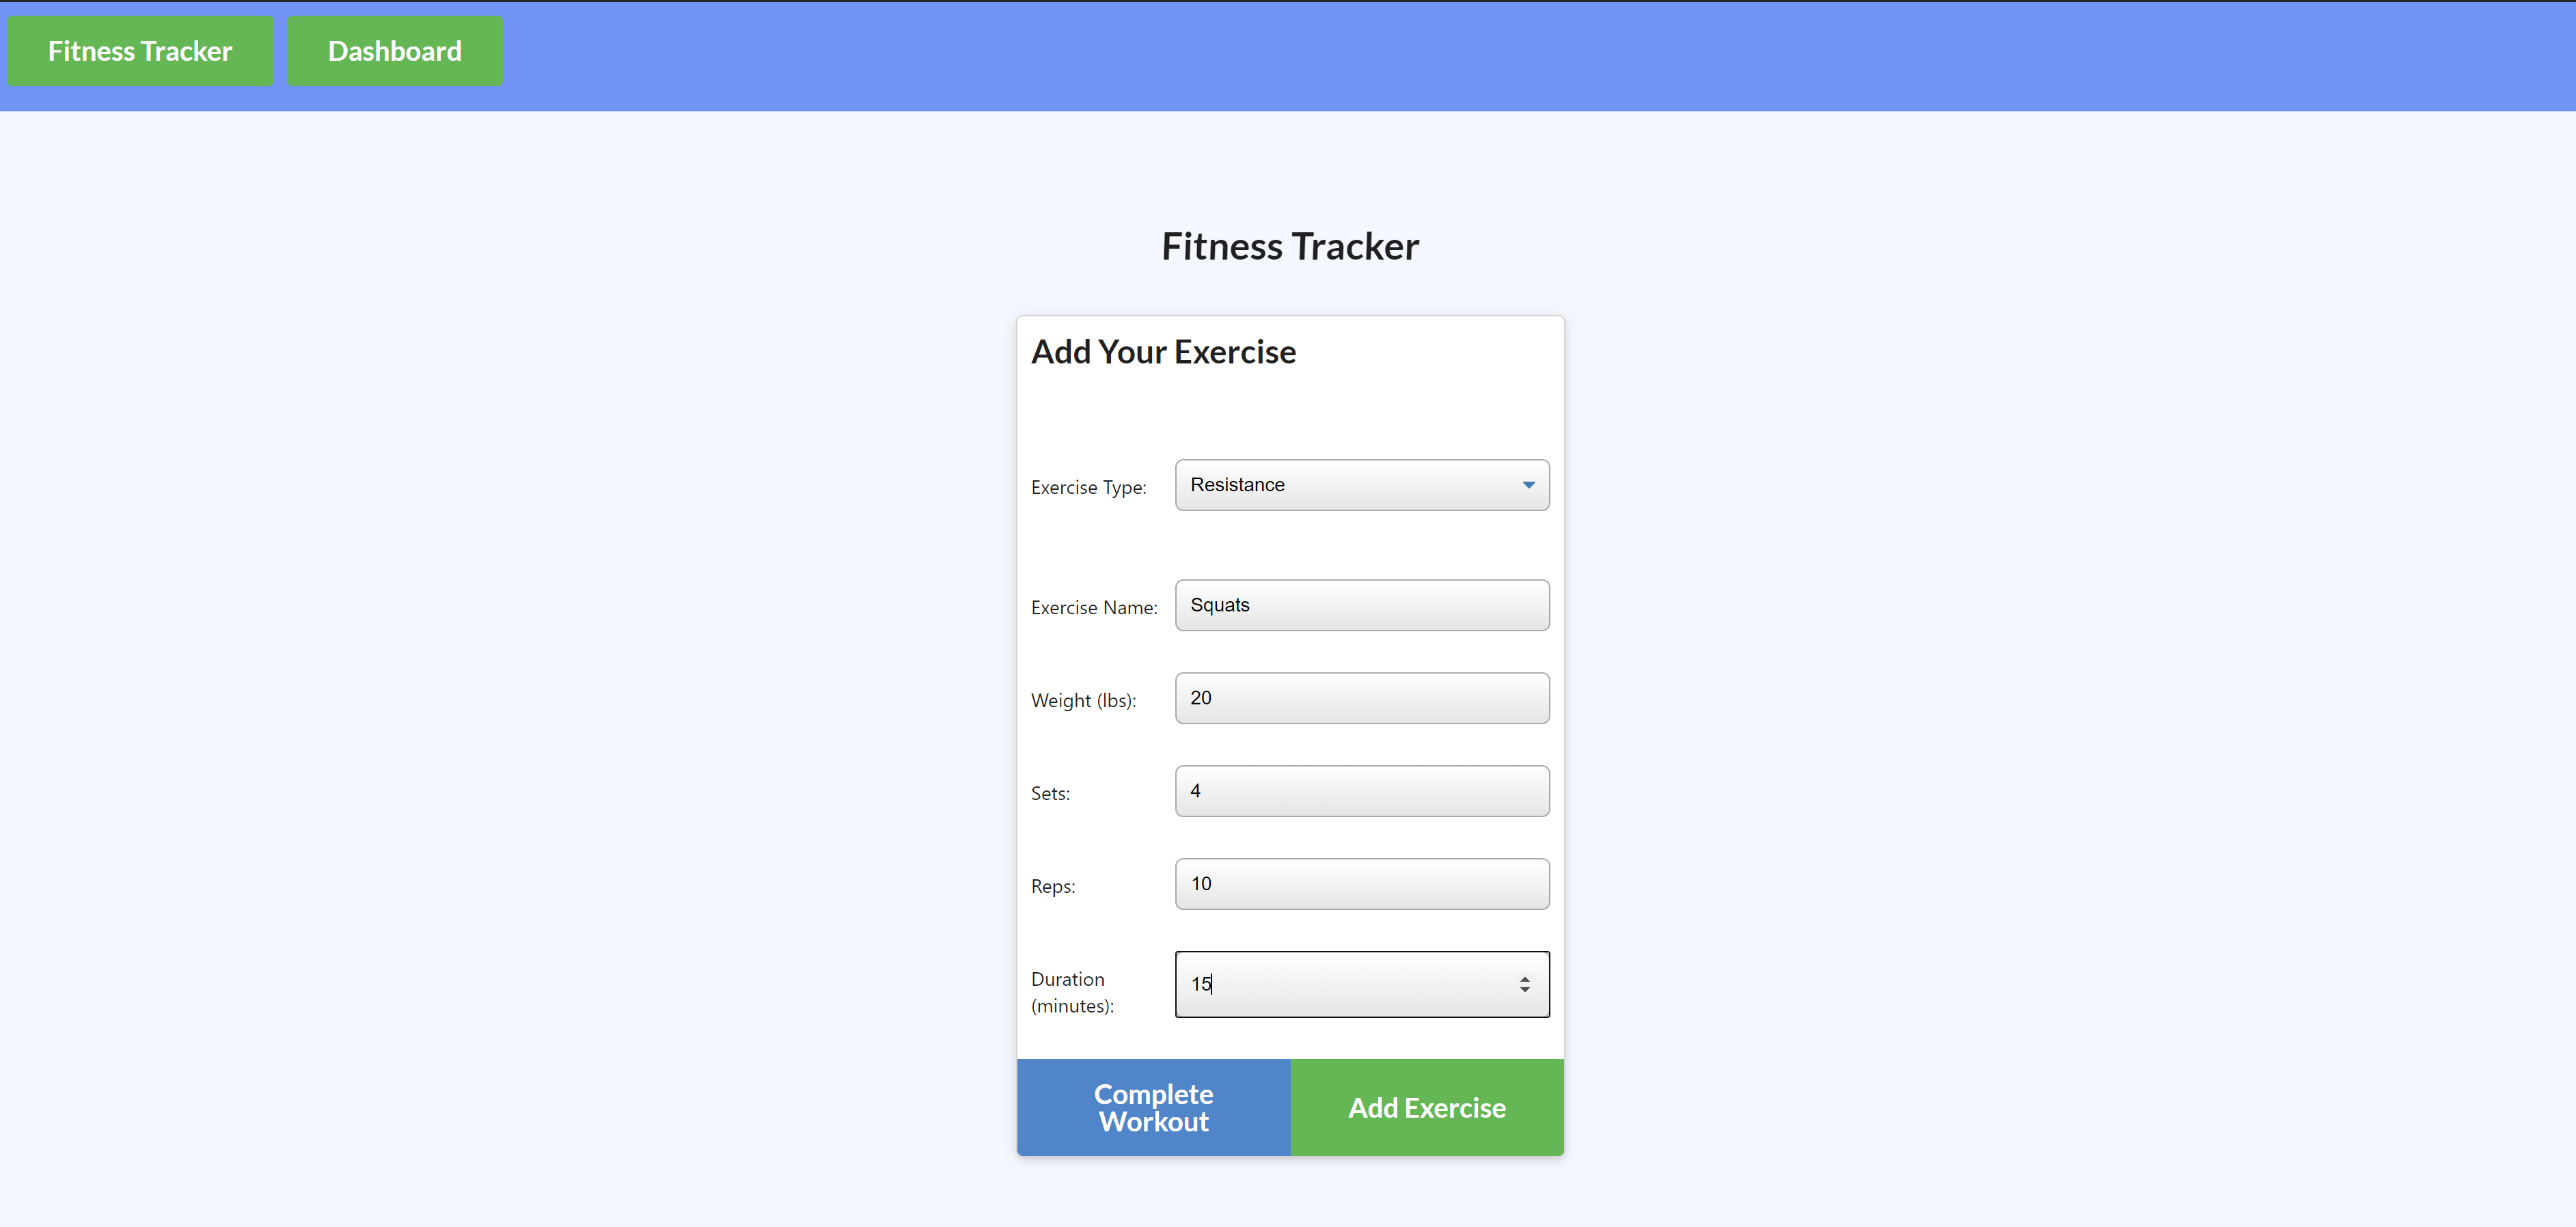 Fitness Tracker
Dashboard
Fitness Tracker
Add Your Exercise
Exercise Type:
Resistance
Exercise Name:
Squats
Weight (lbs):
20
Sets:
4
Reps:
10
Duration
(minutes):
15
Complete
Workout
Add Exercise